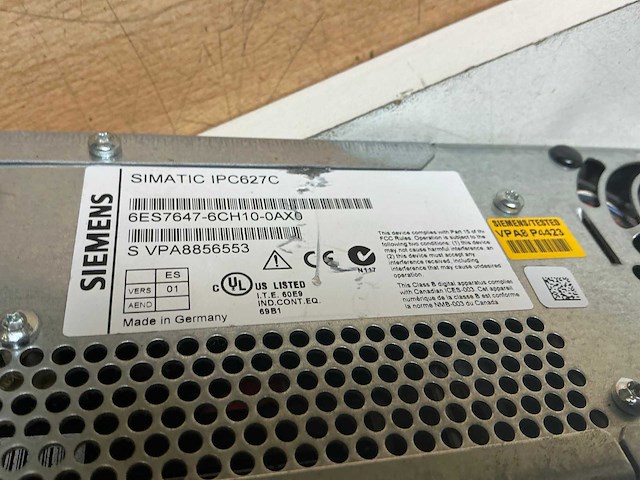 SIEMENS
SIMATIC IPC627C
6ES7647-6CH10-0AX0
S VPA8856553
ES
VERS 01
AEND
Made in Germany
C UL US LISTED
I.T.E. 60E9
IND.CONT.EQ.
69B1
CE
N117
This device complies with Part 15 of the
FCC Rules. Operation is subject to the
following two conditions: (1) this device
may not cause harmful interference, and
(2) this device must accept any
interference received, including
interference that may cause undesired
operation.
This Class B digital apparatus complies
with Canadian ICES-003. Cet appareil
numérique de la classe B est conforme
à la norme NMB-003 du Canada
SIEMENS/TESTED
VPA8 P4423